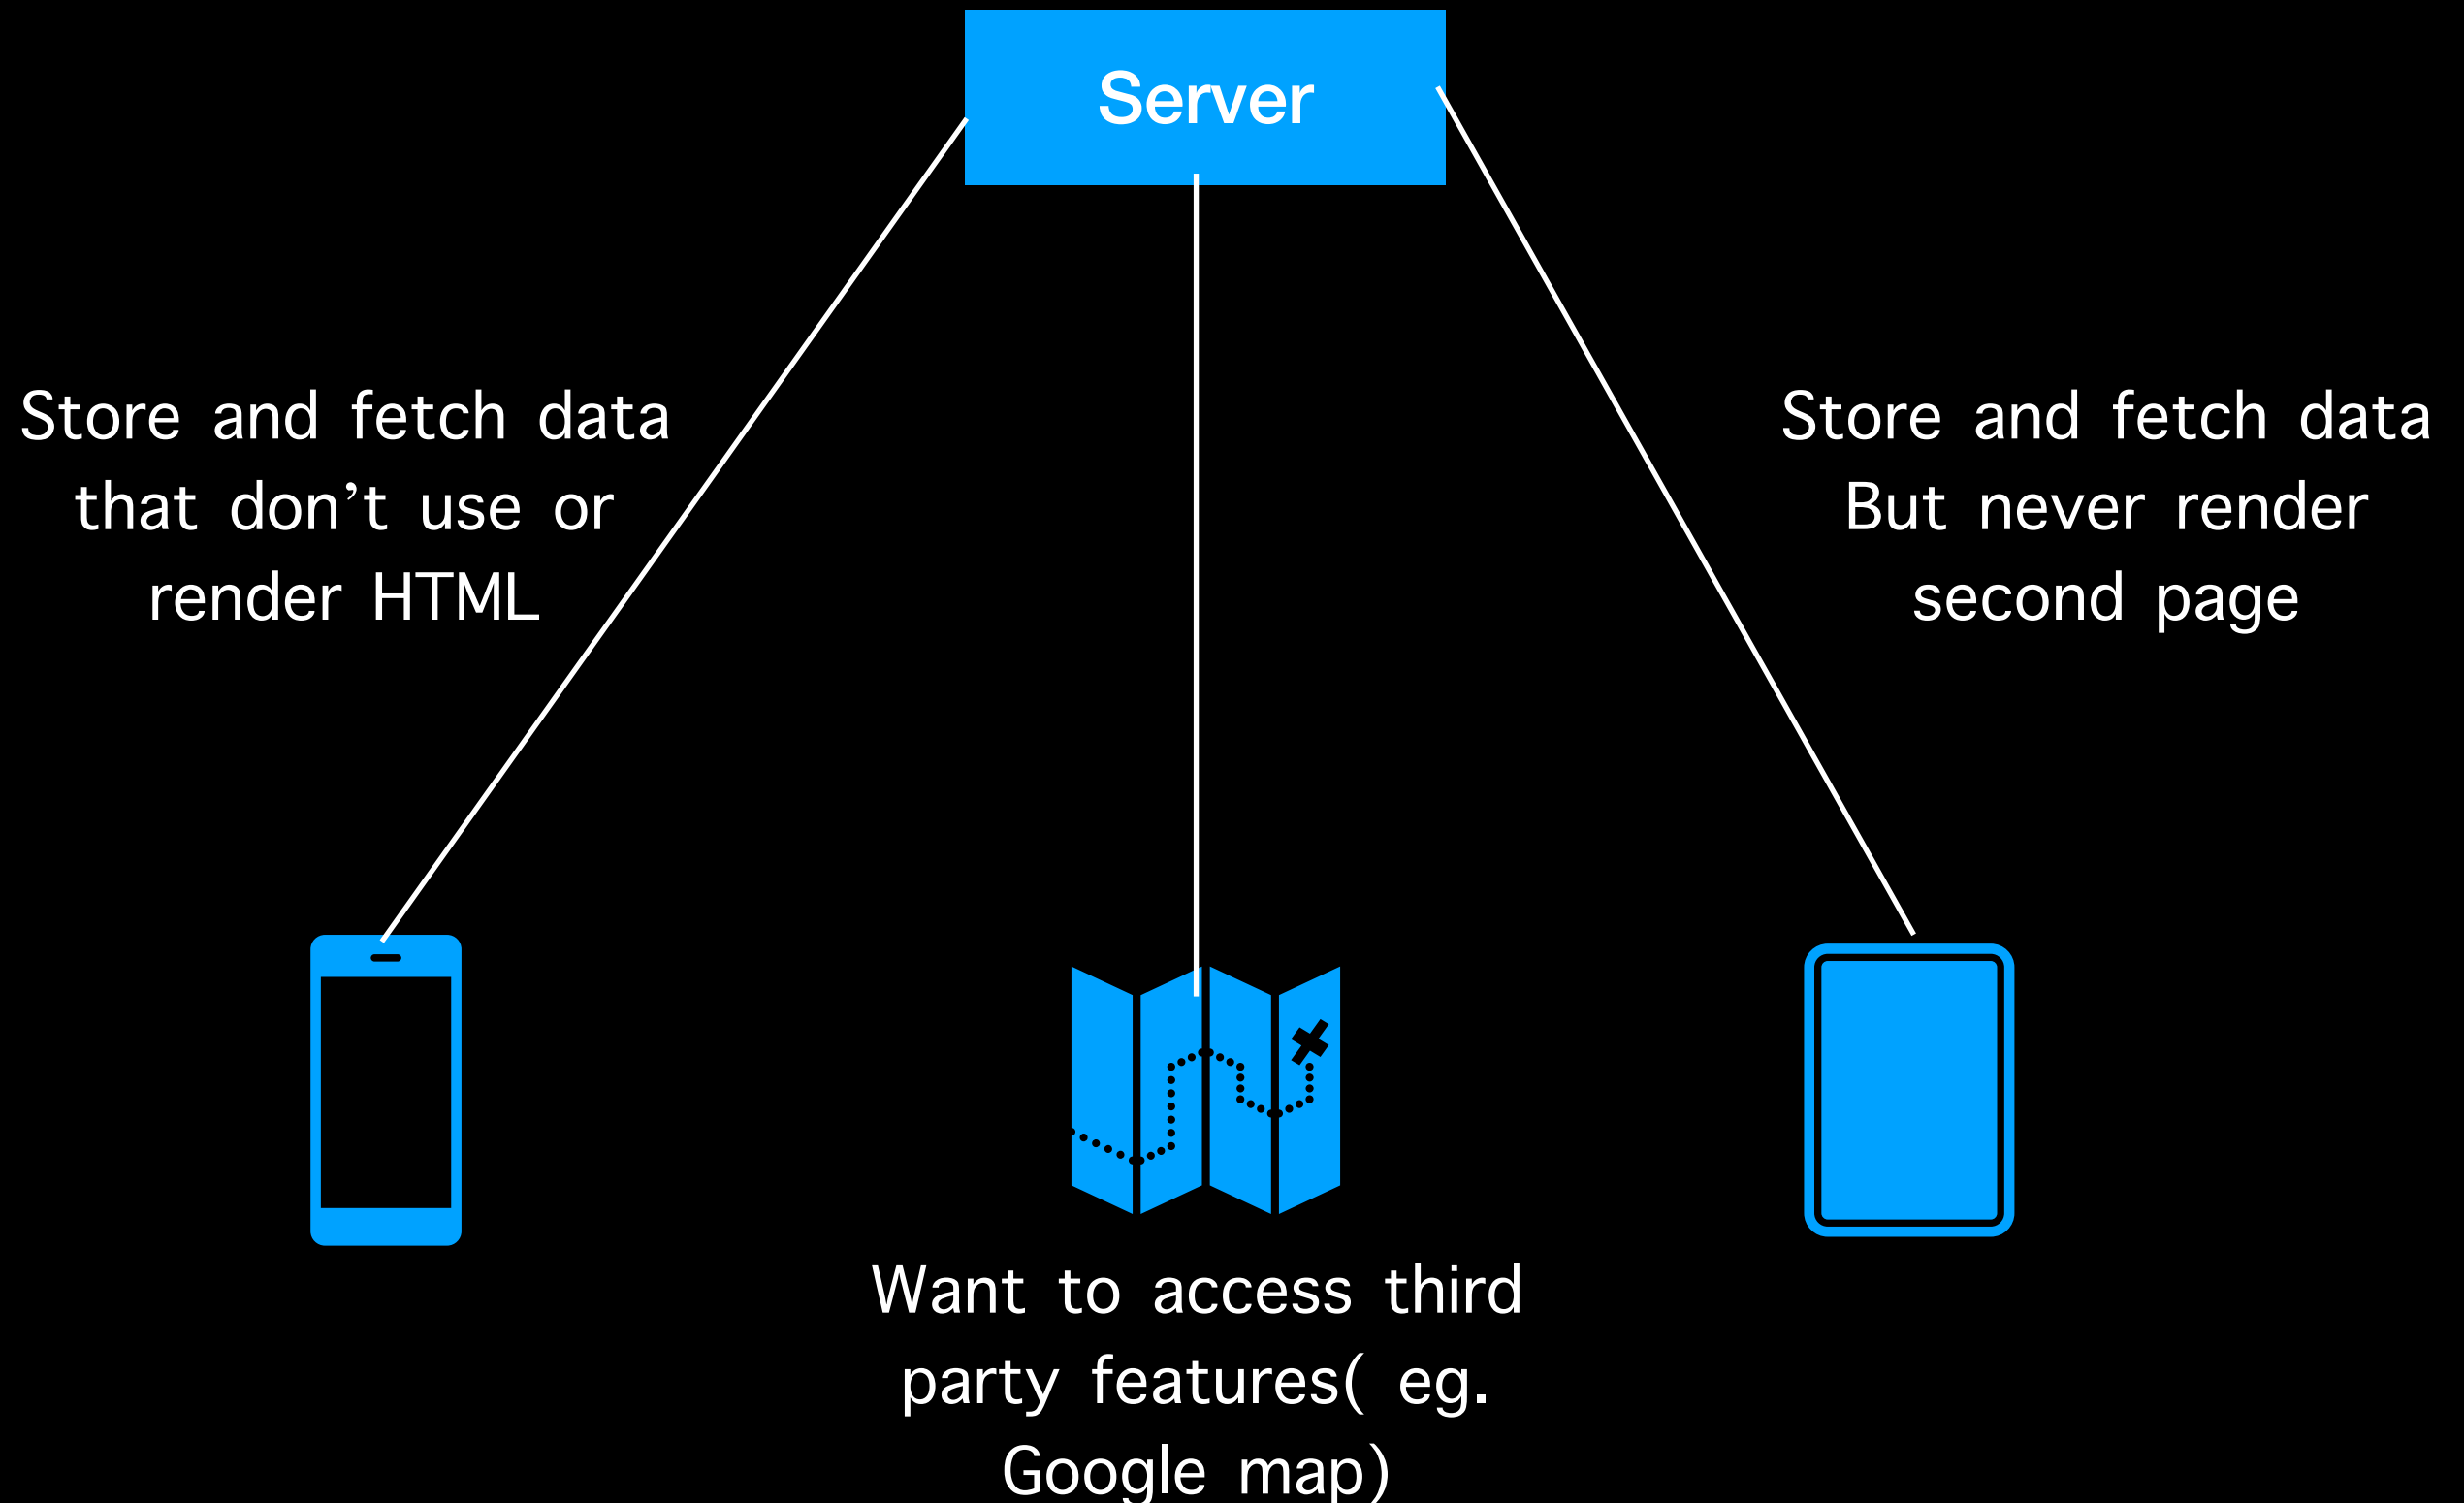 Server
Store and fetch data
that don’t use or
render HTML
Store and fetch data
But never render
second page
Want to access third
party features( eg.
Google map)